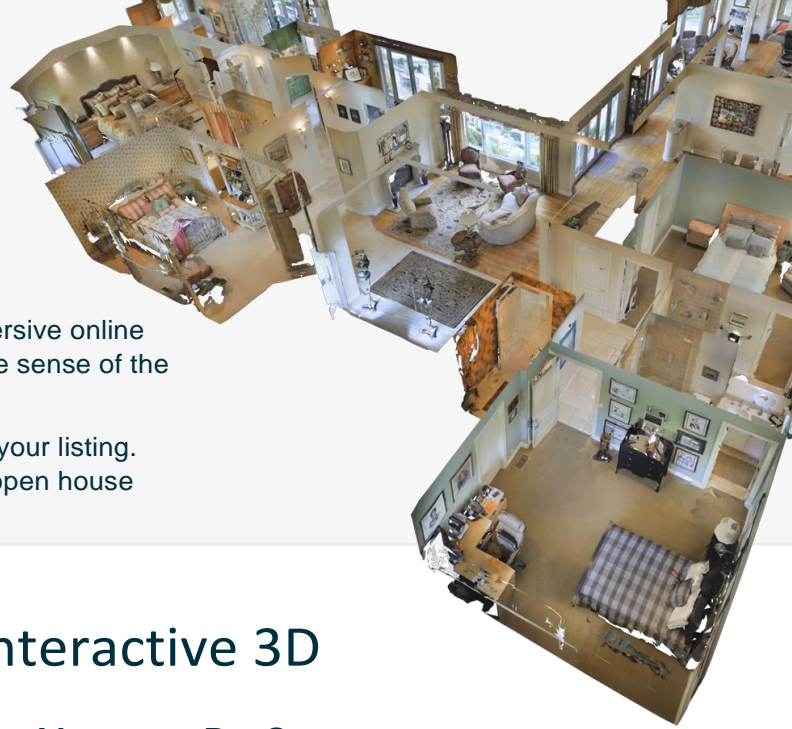 ersive online
e sense of the
your listing.
open house
nteractive 3D